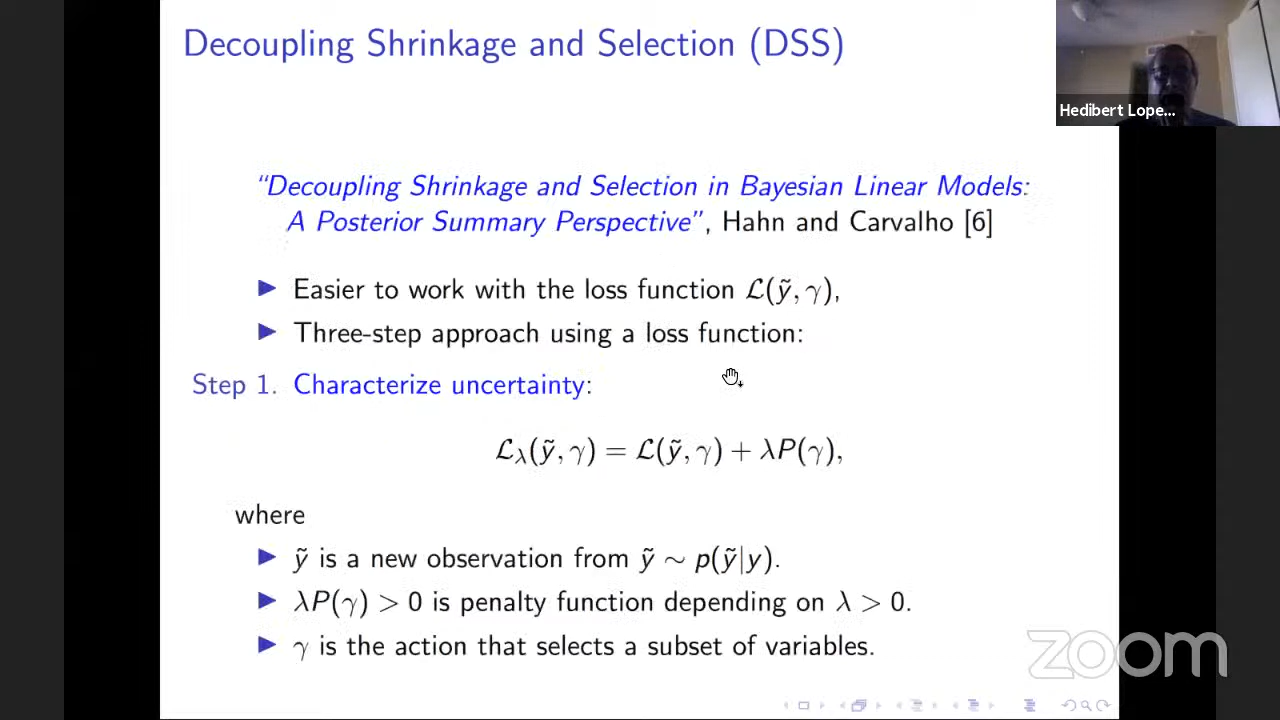 Decoupling Shrinkage and Selection (DSS)
Hedibert Lope...
“Decoupling Shrinkage and Selection in Bayesian Linear Models:
A Posterior Summary Perspective”, Hahn and Carvalho [6]
▶ Easier to work with the loss function ℒ(ỹ, γ),
▶ Three-step approach using a loss function:
Step 1. Characterize uncertainty:
ℒλ(ỹ, γ) = ℒ(ỹ, γ) + λP(γ),
where
▶ ỹ is a new observation from ỹ ∼ p(ỹ|y).
▶ λP(γ) > 0 is penalty function depending on λ > 0.
▶ γ is the action that selects a subset of variables.
zoom